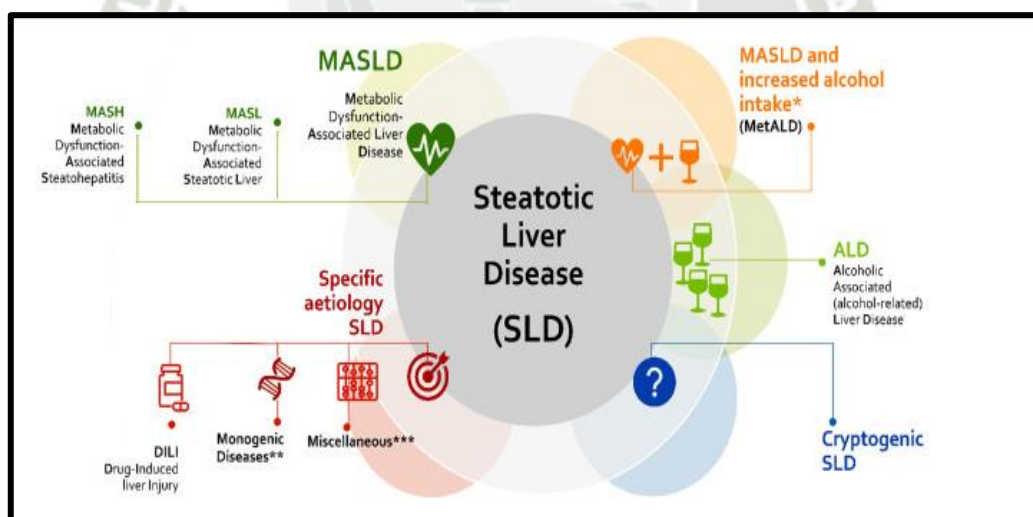 MASLD
Metabolic
Dysfunction-
Associated Liver
Disease
MASH
Metabolic
Dysfunction-
Associated
Steatohepatitis
MASL
Metabolic
Dysfunction-
Associated
Steatotic Liver
MASLD and
increased alcohol
intake*
(MetALD)
Steatotic
Liver
Disease
(SLD)
ALD
Alcoholic
Associated
(alcohol-related)
Liver Disease
Specific
aetiology
SLD
?
DILI
Drug-Induced
liver Injury
Monogenic
Diseases**
Miscellaneous***
Cryptogenic
SLD